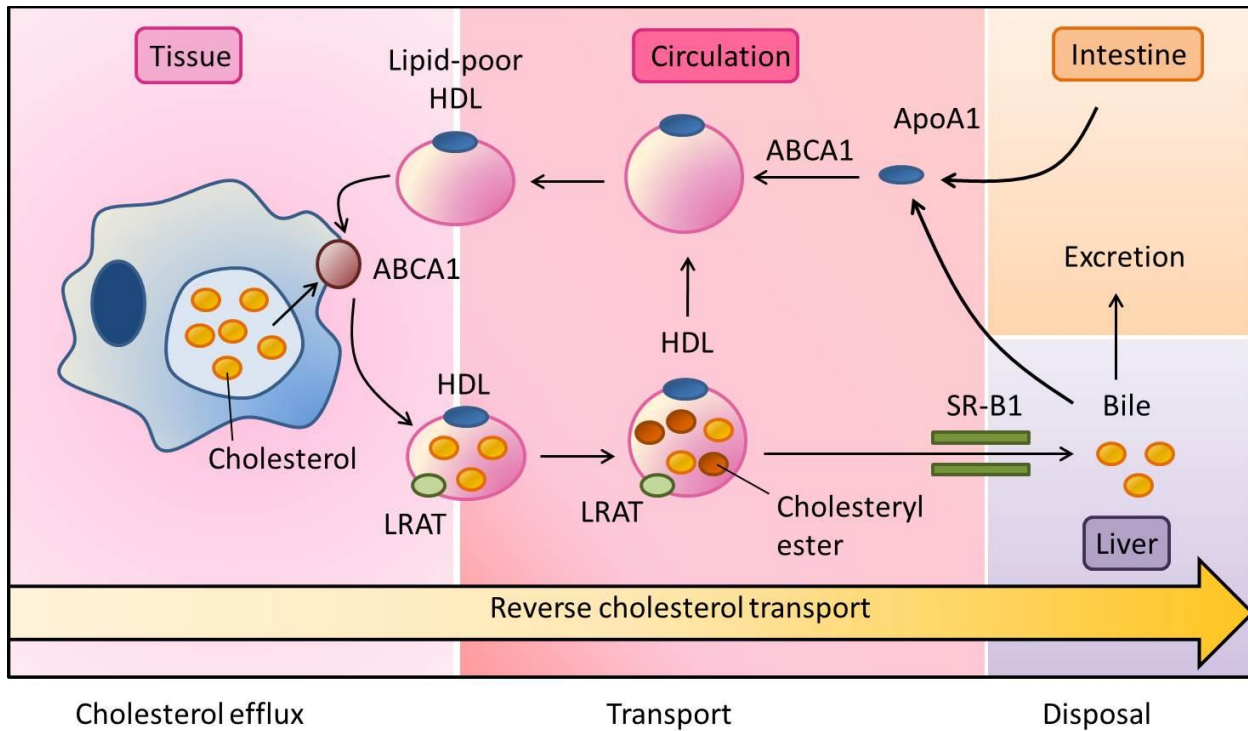 Tissue
Lipid-poor
HDL
Circulation
Intestine
ApoA1
ABCA1
ABCA1
Excretion
HDL
HDL
SR-B1
Bile
Cholesterol
LRAT
LRAT
Cholesteryl
ester
Liver
Reverse cholesterol transport
Cholesterol efflux
Transport
Disposal